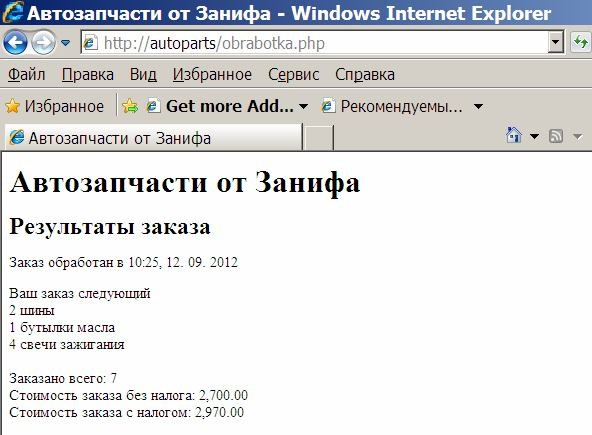 Автозапчасти от Занифа - Windows Internet Explorer
http://autoparts/obrabotka.php
Файл Правка Вид Избранное Сервис Справка
Избранное Get more Add... Рекомендуемы...
Автозапчасти от Занифа
Автозапчасти от Занифа
Результаты заказа
Заказ обработан в 10:25, 12. 09. 2012
Ваш заказ следующий
2 шины
1 бутылки масла
4 свечи зажигания
Заказано всего: 7
Стоимость заказа без налога: 2,700.00
Стоимость заказа с налогом: 2,970.00